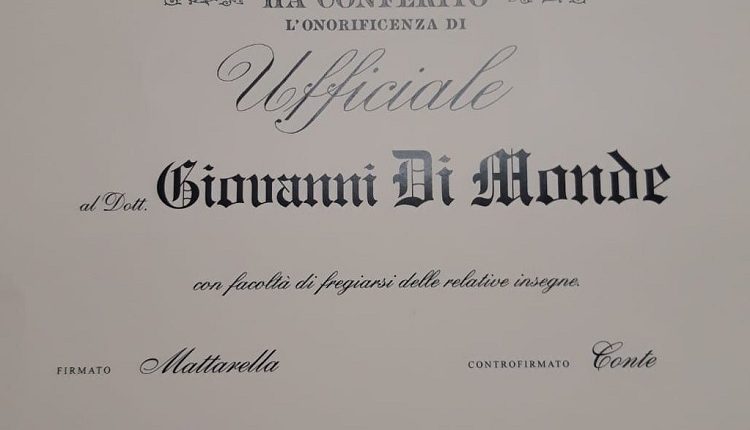 HA CONFERITO
L'ONORIFICENZA DI
Ufficiale
al Dott. Giovanni Di Monde
con facoltà di fregiarsi delle relative insegne.
FIRMATO Mattarella CONTROFIRMATO Conte